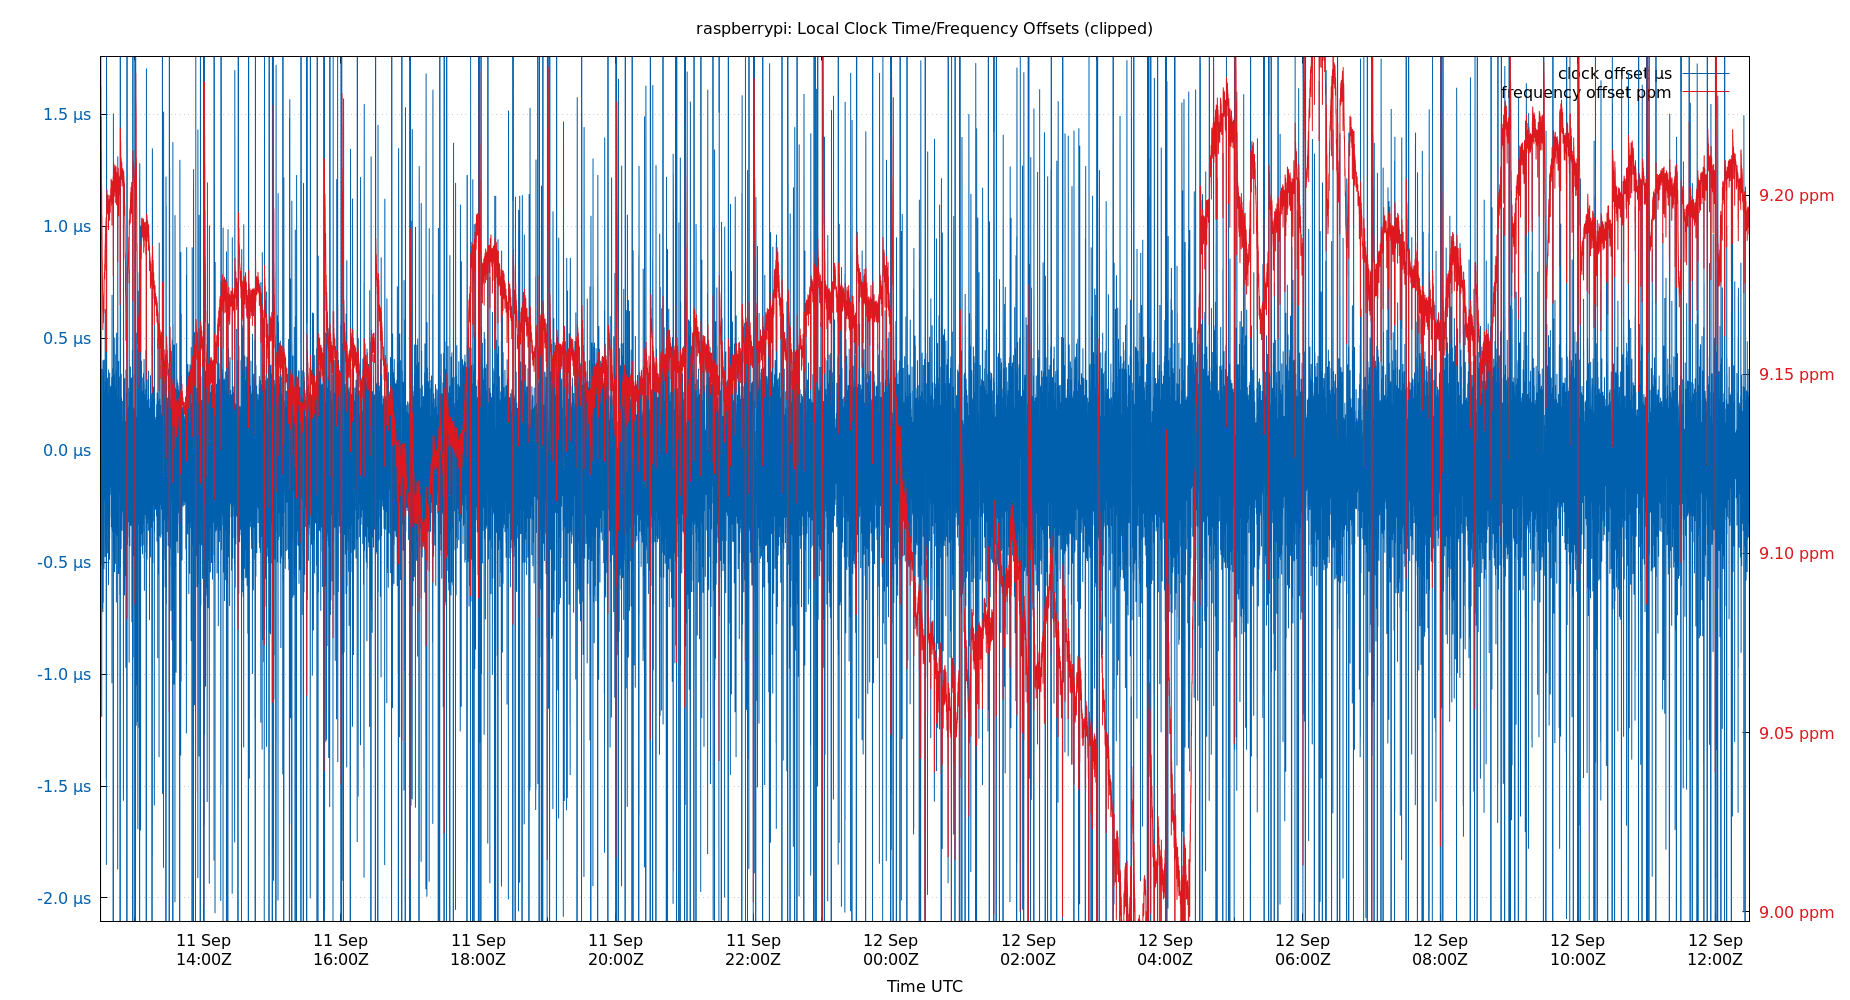 raspberrypi: Local Clock Time/Frequency Offsets (clipped)
clock offset µs
frequency offset ppm
1.5 µs
1.0 µs
0.5 µs
0.0 µs
-0.5 µs
-1.0 µs
-1.5 µs
-2.0 µs
9.20 ppm
9.15 ppm
9.10 ppm
9.05 ppm
9.00 ppm
11 Sep 11 Sep 11 Sep 11 Sep 11 Sep 12 Sep 12 Sep 12 Sep 12 Sep 12 Sep 12 Sep 12 Sep
14:00Z 16:00Z 18:00Z 20:00Z 22:00Z 00:00Z 02:00Z 04:00Z 06:00Z 08:00Z 10:00Z 12:00Z
Time UTC